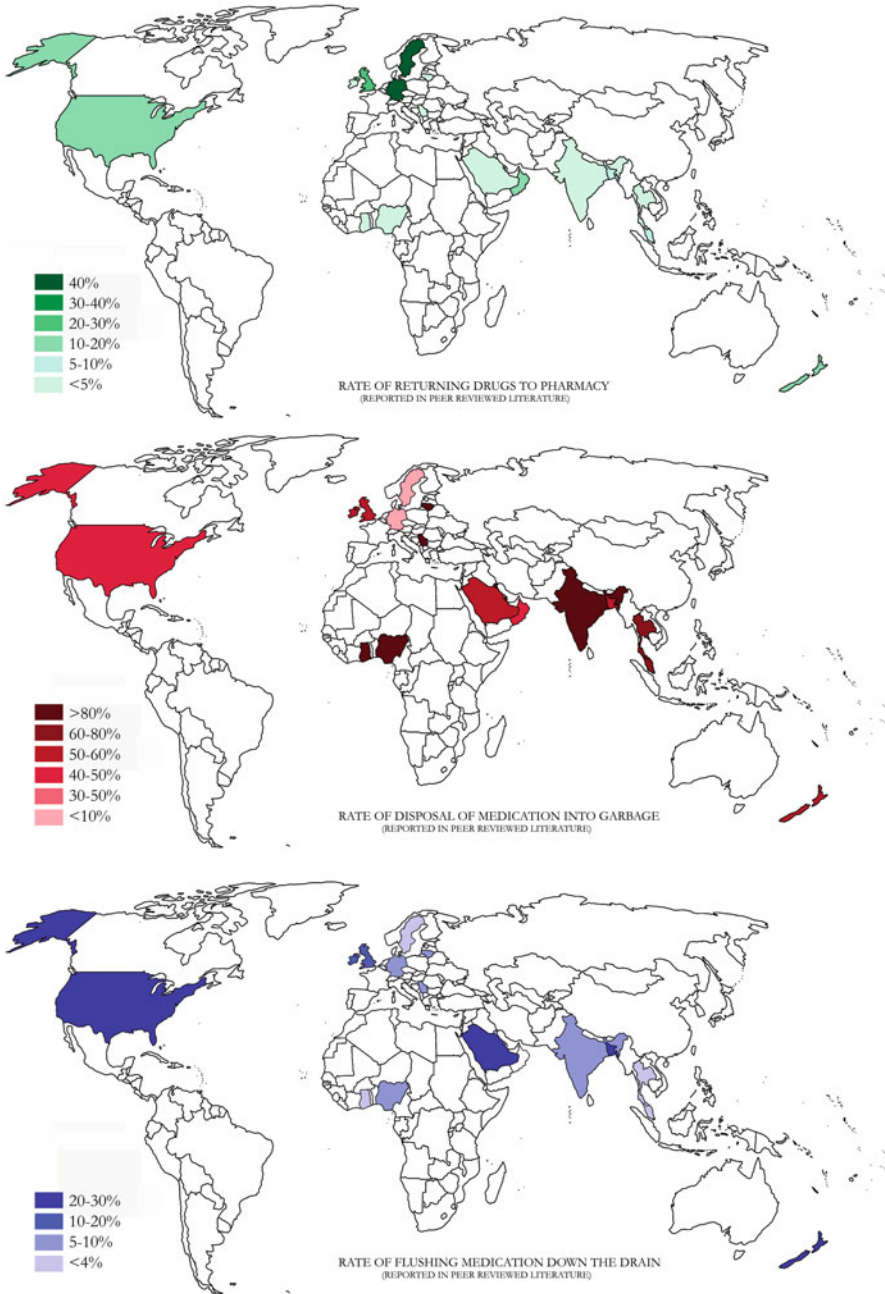 40%
30-40%
20-30%
10-20%
5-10%
<5%
RATE OF RETURNING DRUGS TO PHARMACY
(REPORTED IN PEER REVIEWED LITERATURE)
>80%
60-80%
50-60%
40-50%
30-50%
<10%
RATE OF DISPOSAL OF MEDICATION INTO GARBAGE
(REPORTED IN PEER REVIEWED LITERATURE)
20-30%
10-20%
5-10%
<4%
RATE OF FLUSHING MEDICATION DOWN THE DRAIN
(REPORTED IN PEER REVIEWED LITERATURE)